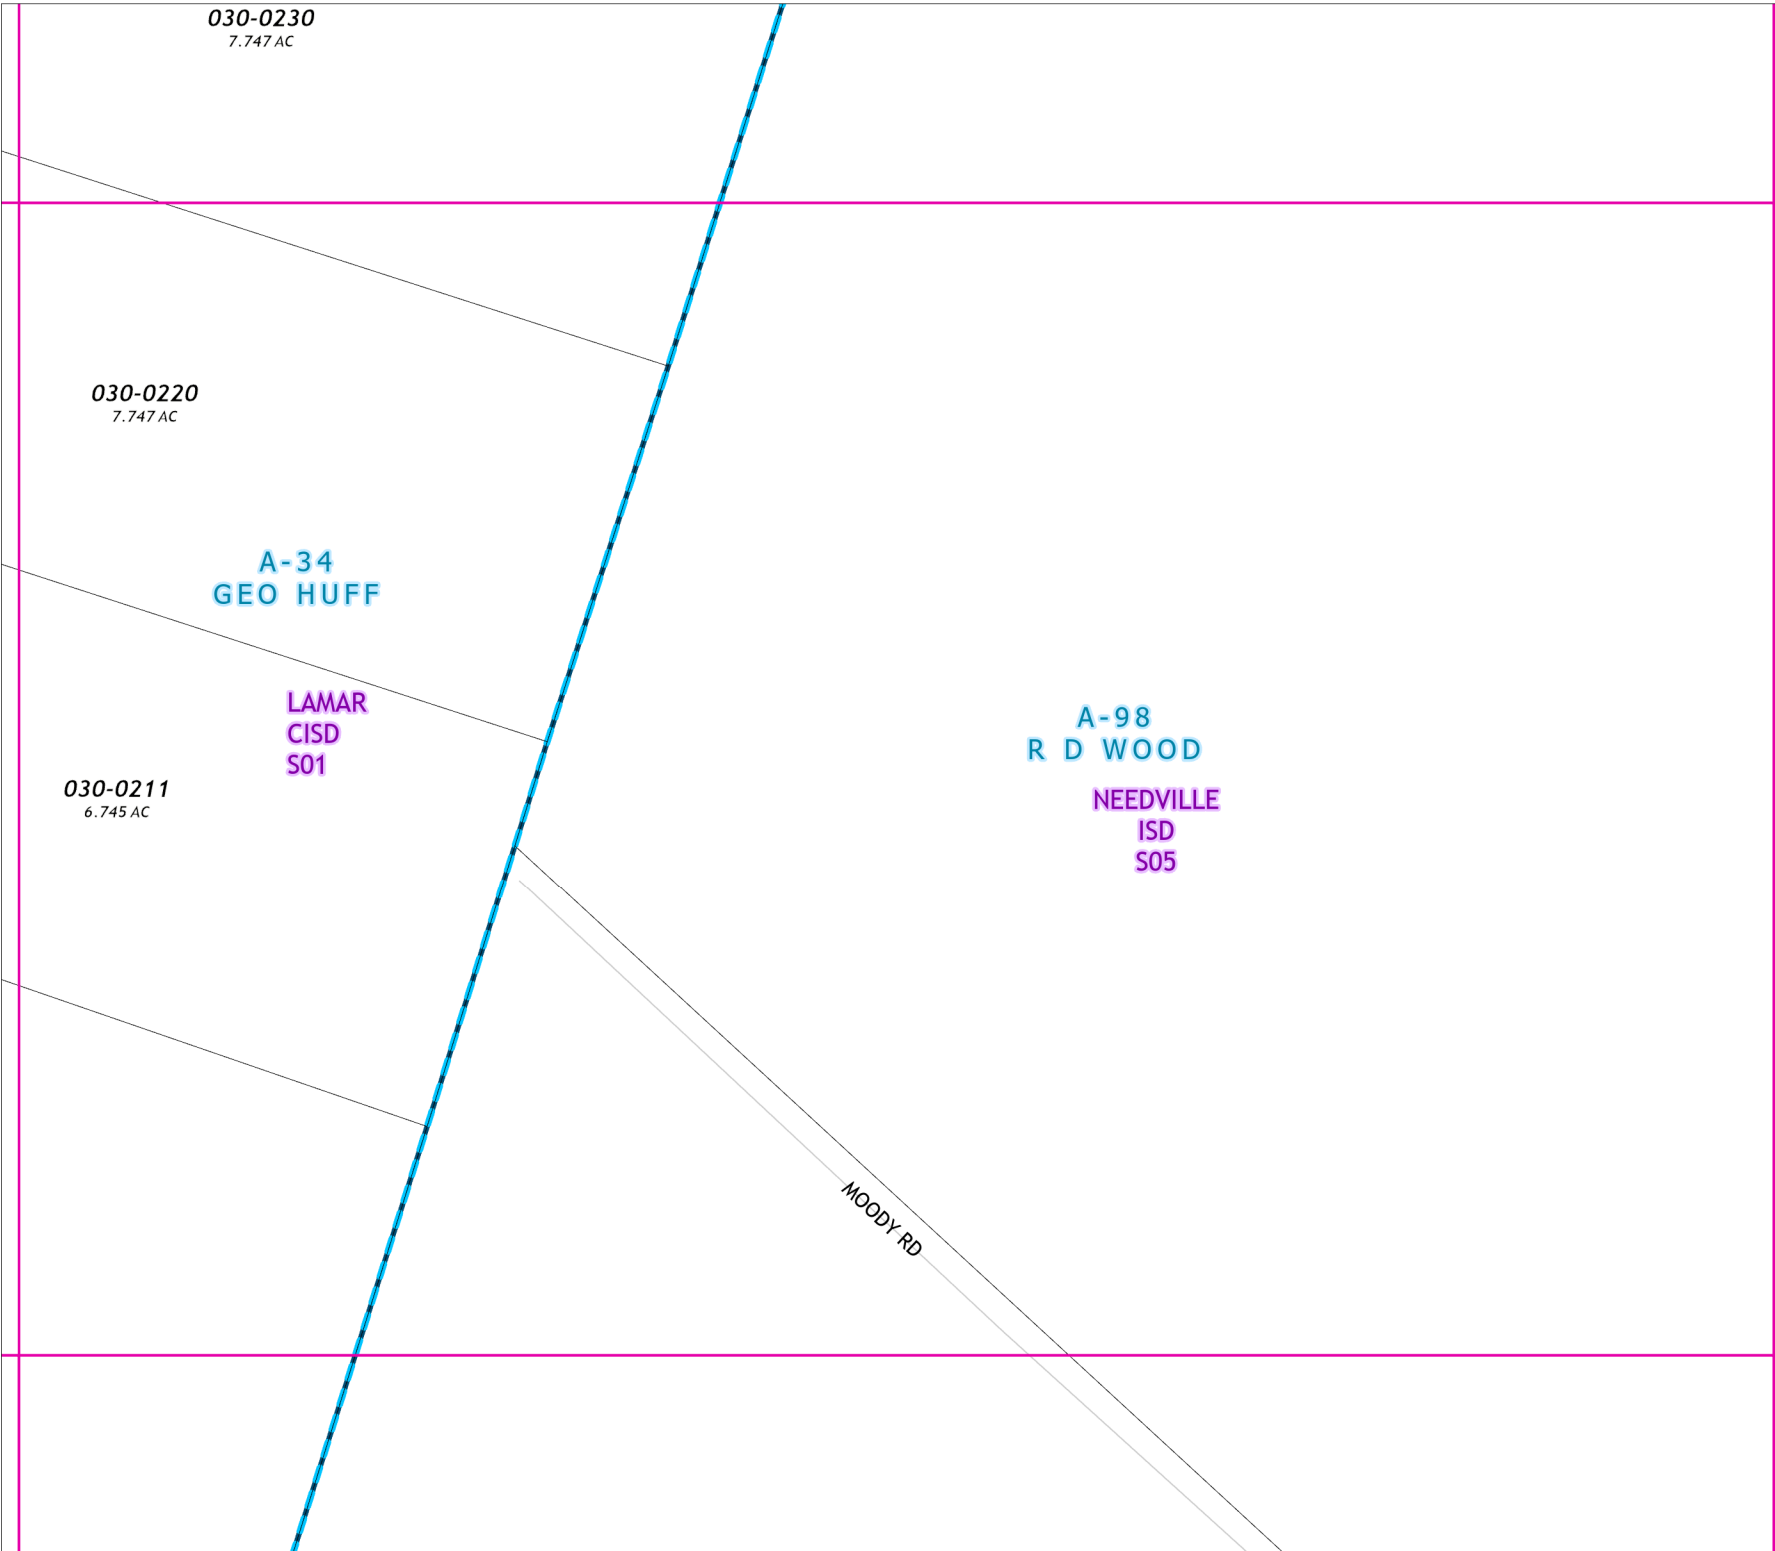 030-0230
7.747 AC
030-0220
7.747 AC
A-34
GEO HUFF
LAMAR
CISD
S01
030-0211
6.745 AC
A-98
R D WOOD
NEEDVILLE
ISD
S05
MOODY RD